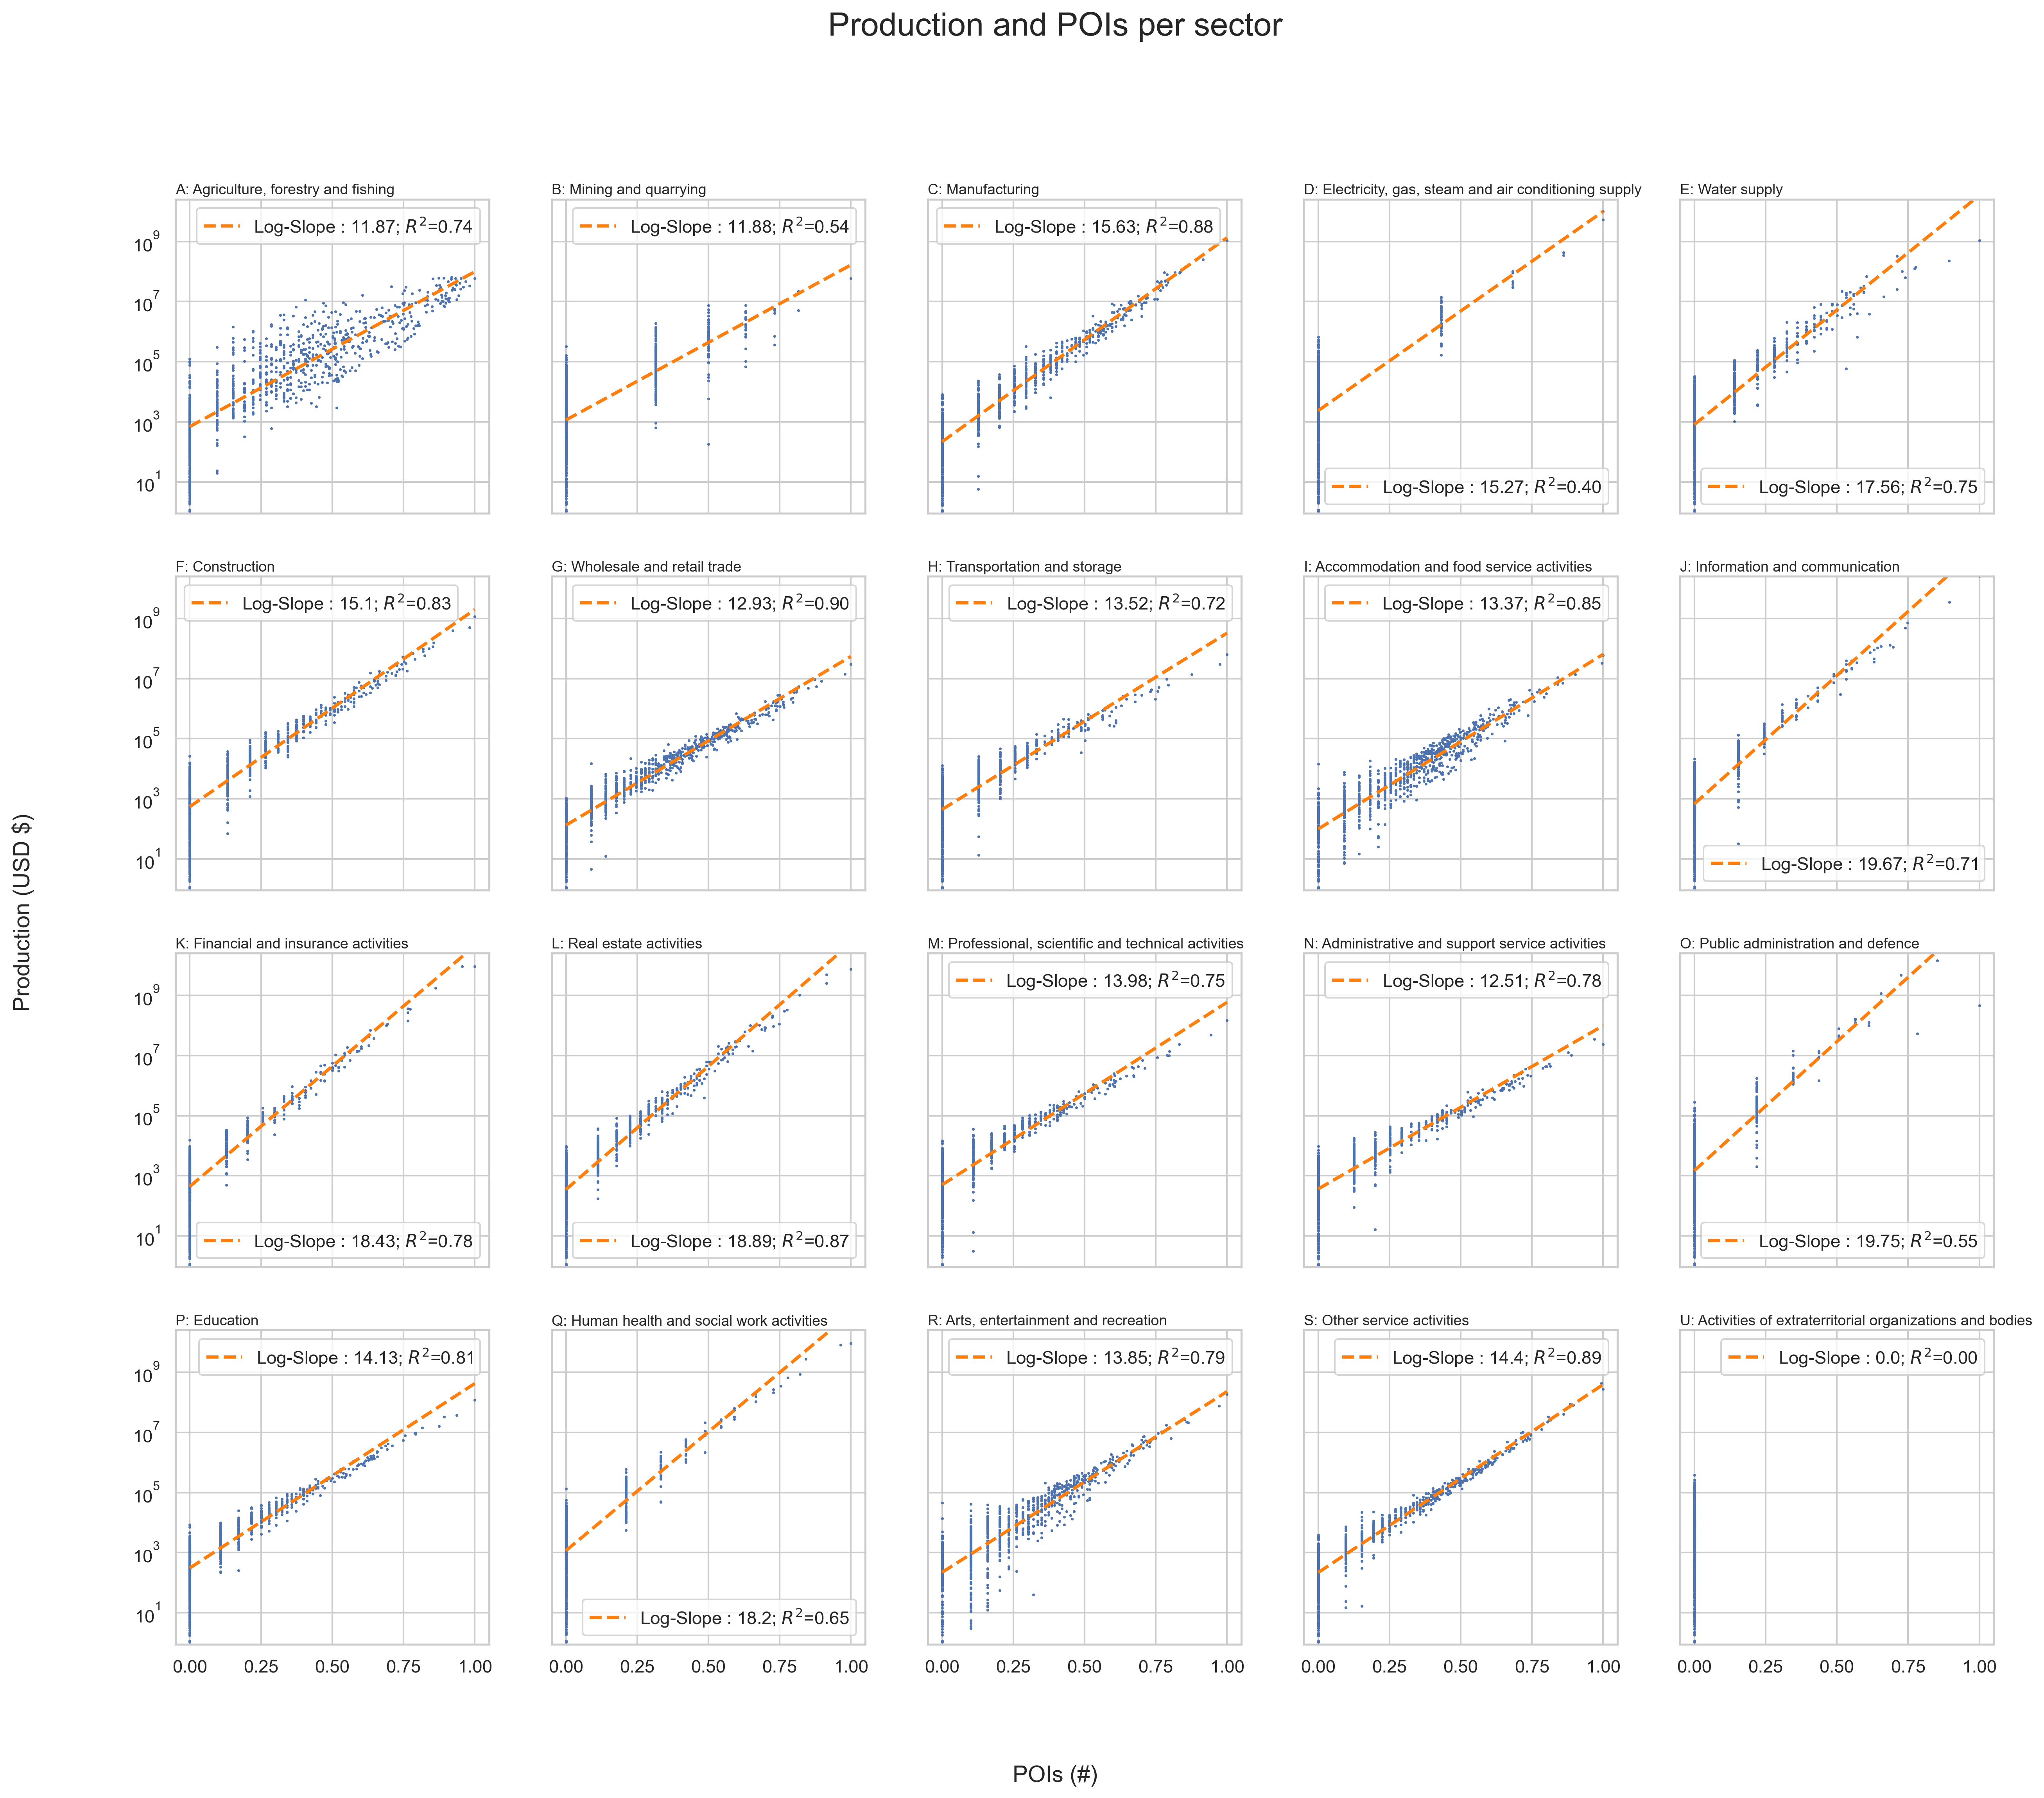 Production and POIs per sector
A: Agriculture, forestry and fishing
B: Mining and quarrying
C: Manufacturing
D: Electricity, gas, steam and air conditioning supply
E: Water supply
Log-Slope : 11.87; R²=0.74
Log-Slope : 11.88; R²=0.54
Log-Slope : 15.63; R²=0.88
Log-Slope : 15.27; R²=0.40
Log-Slope : 17.56; R²=0.75
10⁹
10⁷
10⁵
10³
10¹
F: Construction
G: Wholesale and retail trade
H: Transportation and storage
I: Accommodation and food service activities
J: Information and communication
Log-Slope : 15.1; R²=0.83
Log-Slope : 12.93; R²=0.90
Log-Slope : 13.52; R²=0.72
Log-Slope : 13.37; R²=0.85
Log-Slope : 19.67; R²=0.71
10⁹
10⁷
10⁵
10³
10¹
Production (USD $)
K: Financial and insurance activities
L: Real estate activities
M: Professional, scientific and technical activities
N: Administrative and support service activities
O: Public administration and defence
Log-Slope : 18.43; R²=0.78
Log-Slope : 18.89; R²=0.87
Log-Slope : 13.98; R²=0.75
Log-Slope : 12.51; R²=0.78
Log-Slope : 19.75; R²=0.55
10⁹
10⁷
10⁵
10³
10¹
P: Education
Q: Human health and social work activities
R: Arts, entertainment and recreation
S: Other service activities
U: Activities of extraterritorial organizations and bodies
Log-Slope : 14.13; R²=0.81
Log-Slope : 18.2; R²=0.65
Log-Slope : 13.85; R²=0.79
Log-Slope : 14.4; R²=0.89
Log-Slope : 0.0; R²=0.00
10⁹
10⁷
10⁵
10³
10¹
0.00 0.25 0.50 0.75 1.00
0.00 0.25 0.50 0.75 1.00
0.00 0.25 0.50 0.75 1.00
0.00 0.25 0.50 0.75 1.00
0.00 0.25 0.50 0.75 1.00
POIs (#)